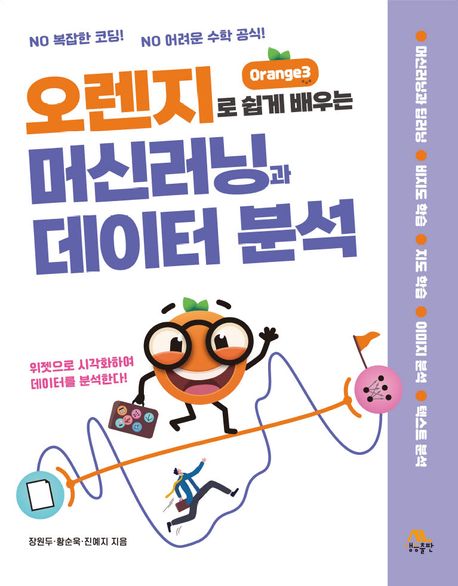 NO 복잡한 코딩! NO 어려운 수학 공식!
Orange3
오렌지로 쉽게 배우는
머신러닝과
데이터 분석
위젯으로 시각화하여
데이터를 분석한다!
장원두·황순욱·진예지 지음
머신러닝과 딥러닝 ● 비지도 학습 ● 지도 학습 ● 이미지 분석 ● 텍스트 분석
생능출판